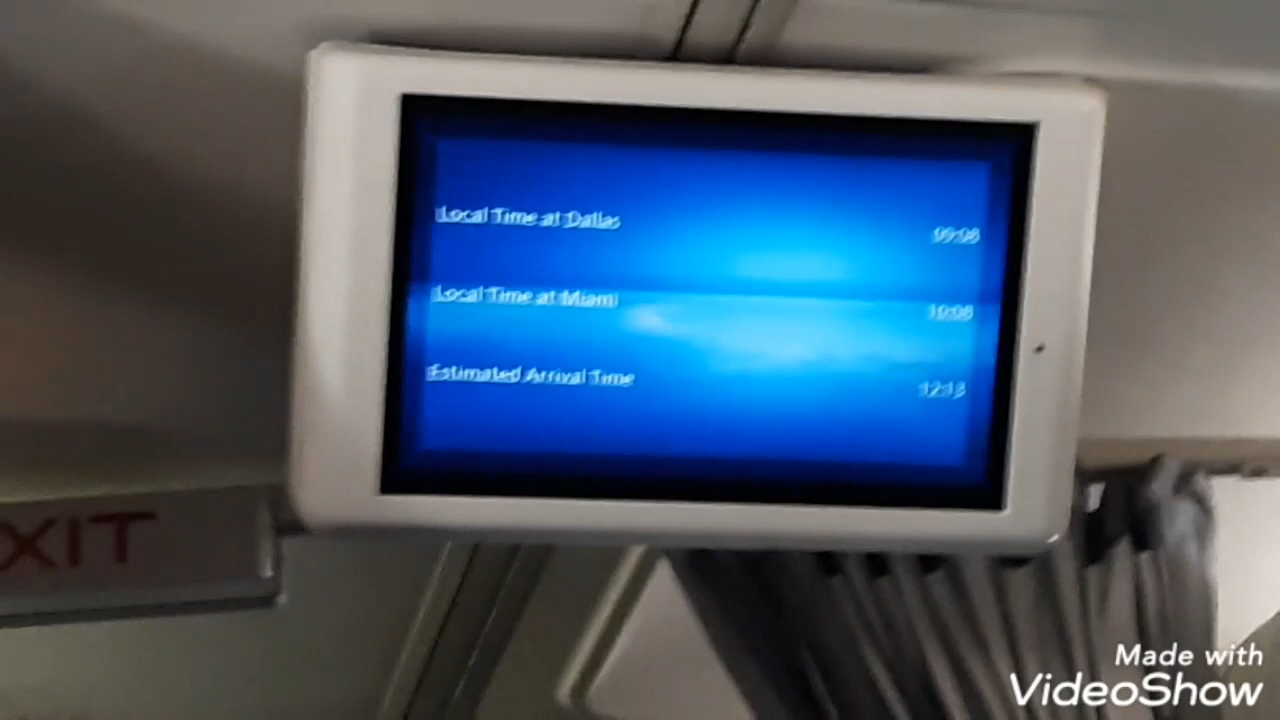 Local Time at Dallas 09:08
Local Time at Miami 10:08
Estimated Arrival Time 12:13
XIT
Made with
VideoShow